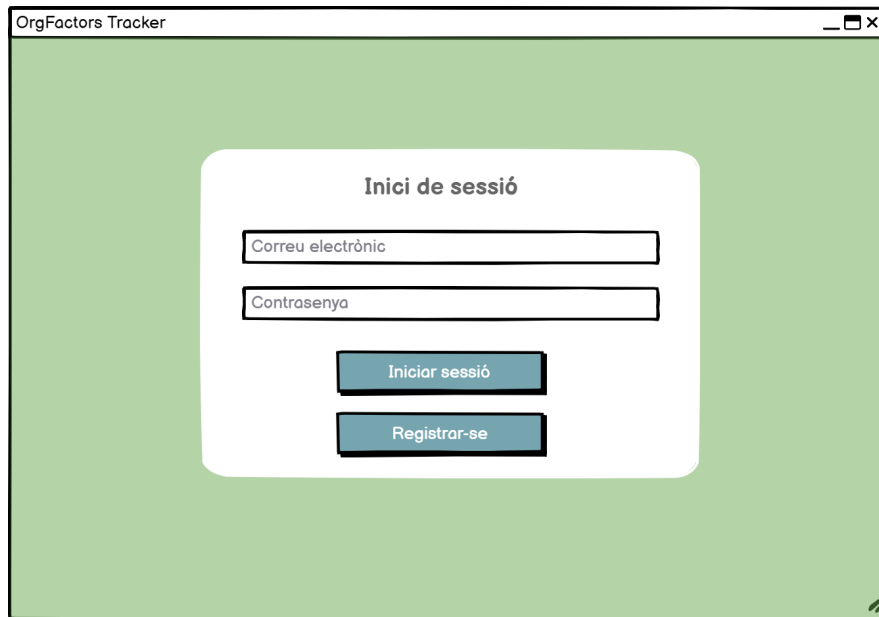 OrgFactors Tracker
Inici de sessió
Correu electrònic
Contrasenya
Iniciar sessió
Registrar-se